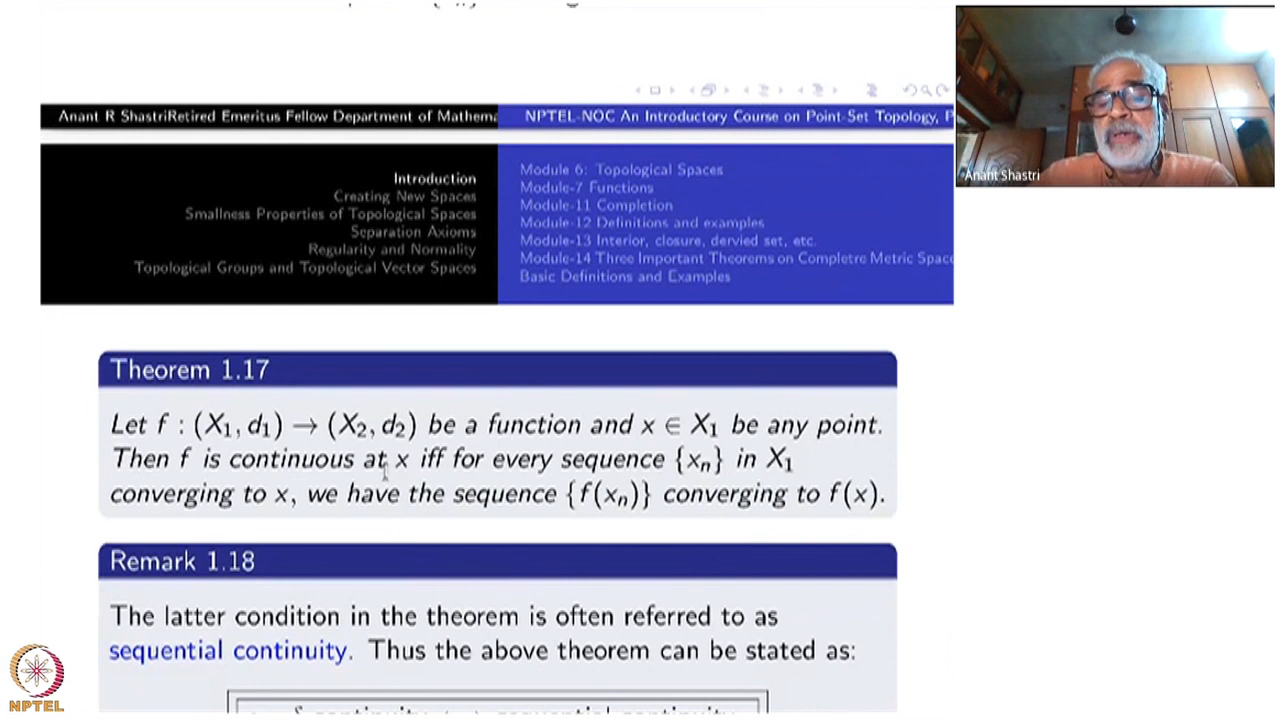 Anant R ShastriRetired Emeritus Fellow Department of Mathema
NPTEL-NOC An Introductory Course on Point-Set Topology, P
Introduction
Creating New Spaces
Smallness Properties of Topological Spaces
Separation Axioms
Regularity and Normality
Topological Groups and Topological Vector Spaces
Module 6: Topological Spaces
Module-7 Functions
Module-11 Completion
Module-12 Definitions and examples
Module-13 Interior, closure, dervied set, etc.
Module-14 Three Important Theorems on Completre Metric Spac
Basic Definitions and Examples
Anant Shastri
Theorem 1.17
Let f : (X₁, d₁) → (X₂, d₂) be a function and x ∈ X₁ be any point.
Then f is continuous at x iff for every sequence {xₙ} in X₁
converging to x, we have the sequence {f(xₙ)} converging to f(x).
Remark 1.18
The latter condition in the theorem is often referred to as
sequential continuity. Thus the above theorem can be stated as:
NPTEL